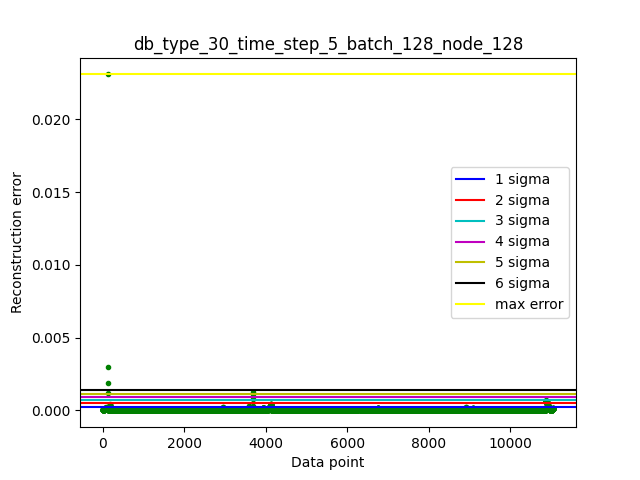 db_type_30_time_step_5_batch_128_node_128
Reconstruction error
0.020
0.015
0.010
0.005
0.000
1 sigma
2 sigma
3 sigma
4 sigma
5 sigma
6 sigma
max error
0 2000 4000 6000 8000 10000
Data point